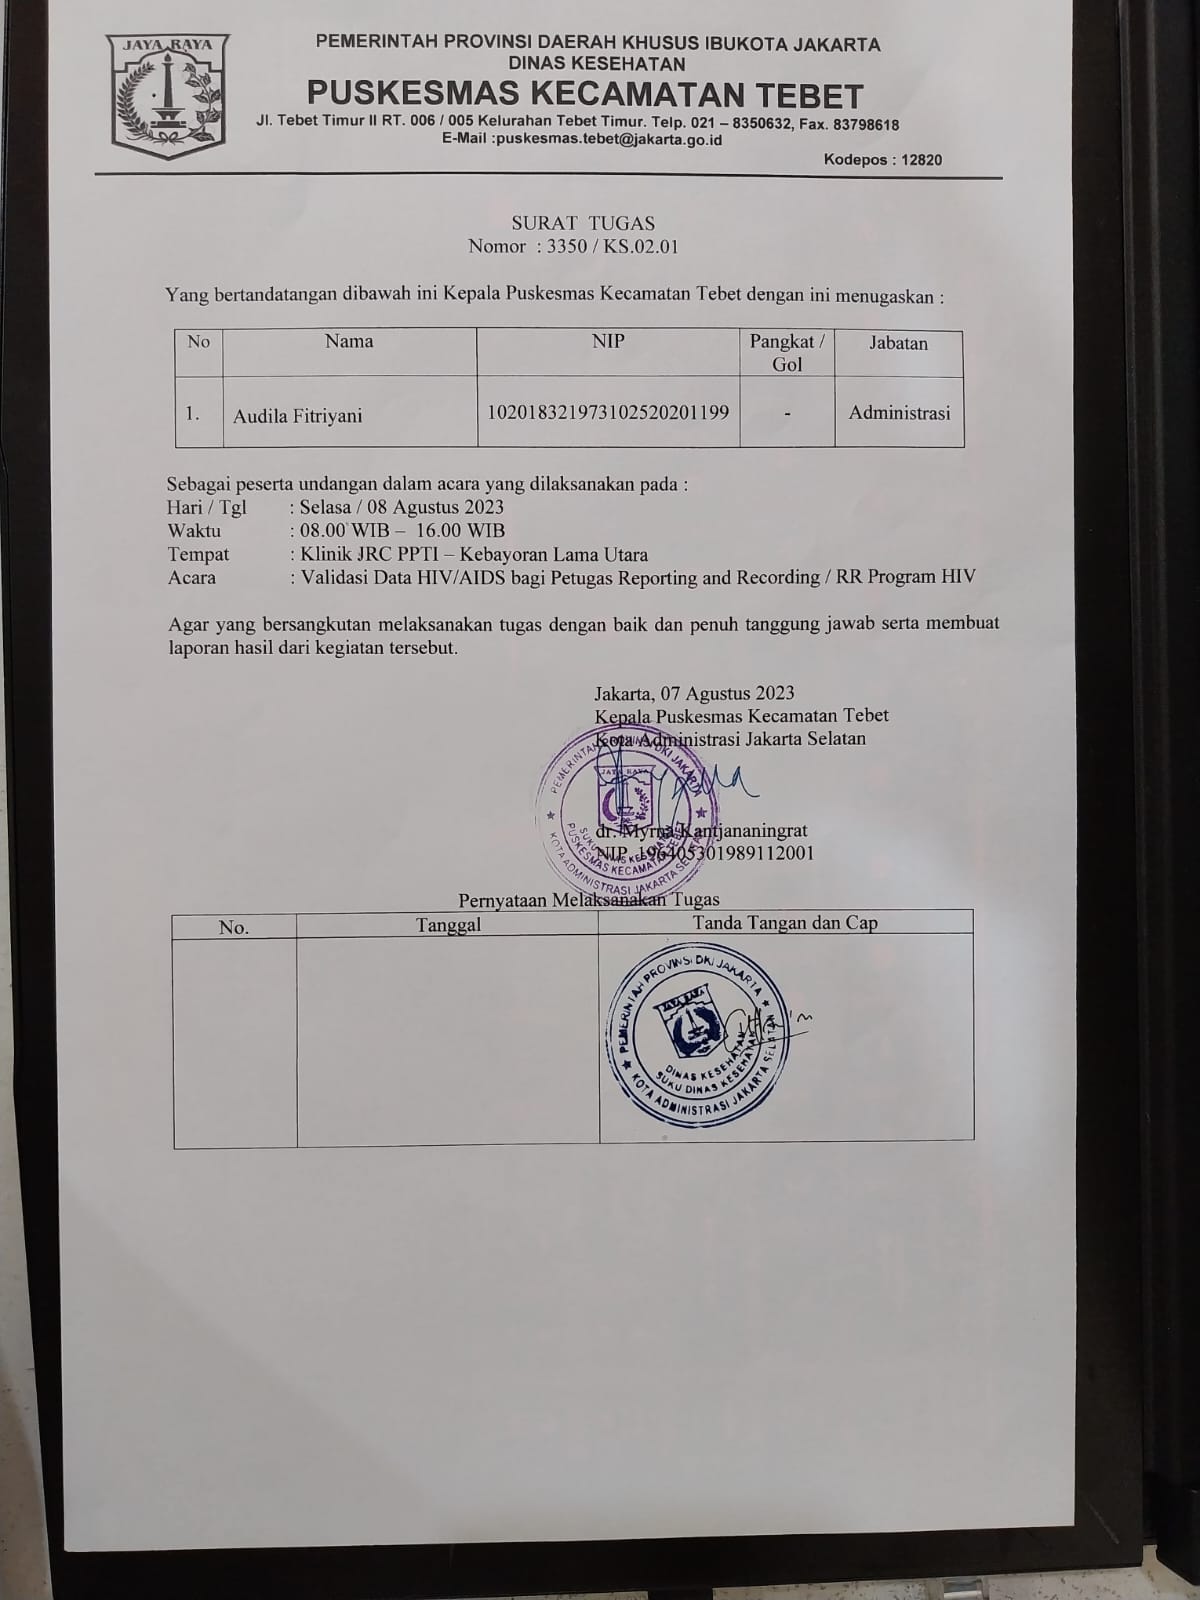 JAYA RAYA
PEMERINTAH PROVINSI DAERAH KHUSUS IBUKOTA JAKARTA
DINAS KESEHATAN
PUSKESMAS KECAMATAN TEBET
Jl. Tebet Timur II RT. 006 / 005 Kelurahan Tebet Timur. Telp. 021 – 8350632, Fax. 83798618
E-Mail :puskesmas.tebet@jakarta.go.id
Kodepos : 12820
SURAT TUGAS
Nomor : 3350 / KS.02.01
Yang bertandatangan dibawah ini Kepala Puskesmas Kecamatan Tebet dengan ini menugaskan :
No Nama NIP Pangkat / Gol Jabatan
1. Audila Fitriyani 102018321973102520201199 - Administrasi
Sebagai peserta undangan dalam acara yang dilaksanakan pada :
Hari / Tgl : Selasa / 08 Agustus 2023
Waktu : 08.00 WIB – 16.00 WIB
Tempat : Klinik JRC PPTI – Kebayoran Lama Utara
Acara : Validasi Data HIV/AIDS bagi Petugas Reporting and Recording / RR Program HIV
Agar yang bersangkutan melaksanakan tugas dengan baik dan penuh tanggung jawab serta membuat
laporan hasil dari kegiatan tersebut.
Jakarta, 07 Agustus 2023
Kepala Puskesmas Kecamatan Tebet
Kota Administrasi Jakarta Selatan
PEMERINTAH PROVINSI DKI JAKARTA
JAYA RAYA
SUKU DINAS KESEHATAN
PUSKESMAS KECAMATAN TEBET
KOTA ADMINISTRASI JAKARTA SELATAN
dr. Myrna Kantjananingrat
NIP. 196405301989112001
Pernyataan Melaksanakan Tugas
No. Tanggal Tanda Tangan dan Cap
PEMERINTAH PROVINSI DKI JAKARTA
JAYA RAYA
DINAS KESEHATAN
SUKU DINAS KESEHATAN
KOTA ADMINISTRASI JAKARTA SELATAN